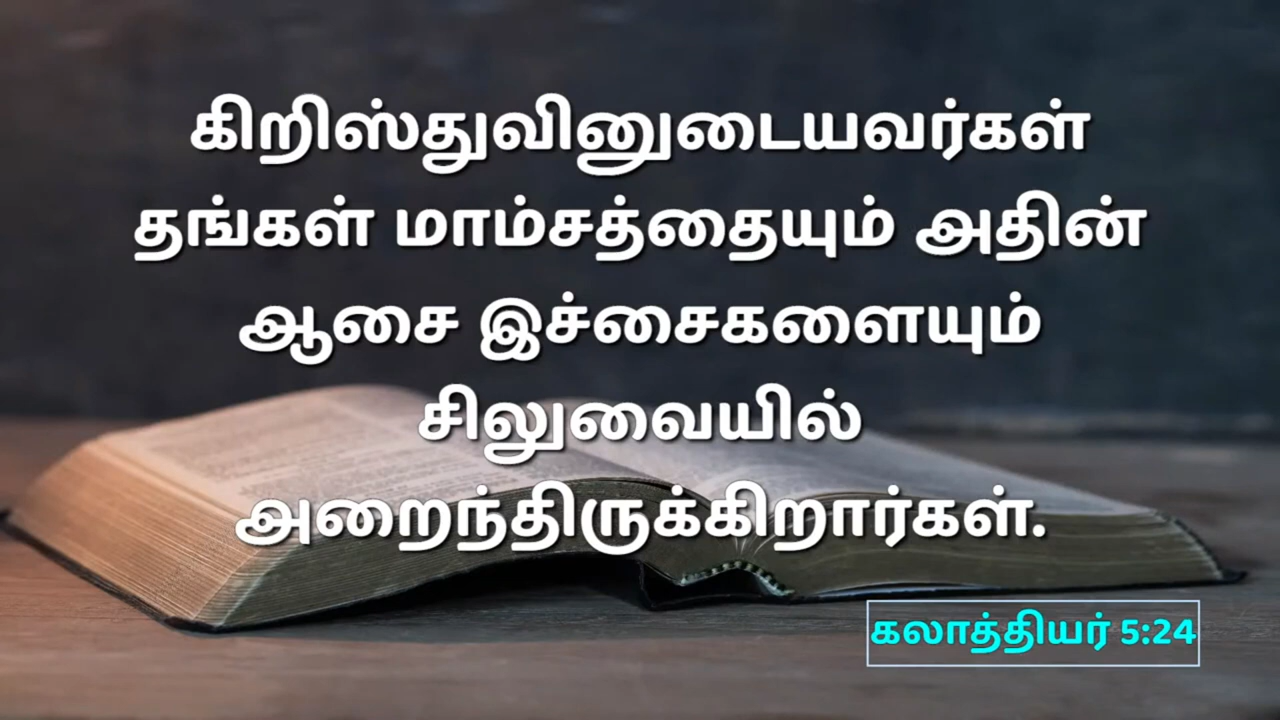 கிறிஸ்துவினுடையவர்கள்
தங்கள் மாம்சத்தையும் அதின்
ஆசை இச்சைகளையும்
சிலுவையில்
அறைந்திருக்கிறார்கள்.
கலாத்தியர் 5:24